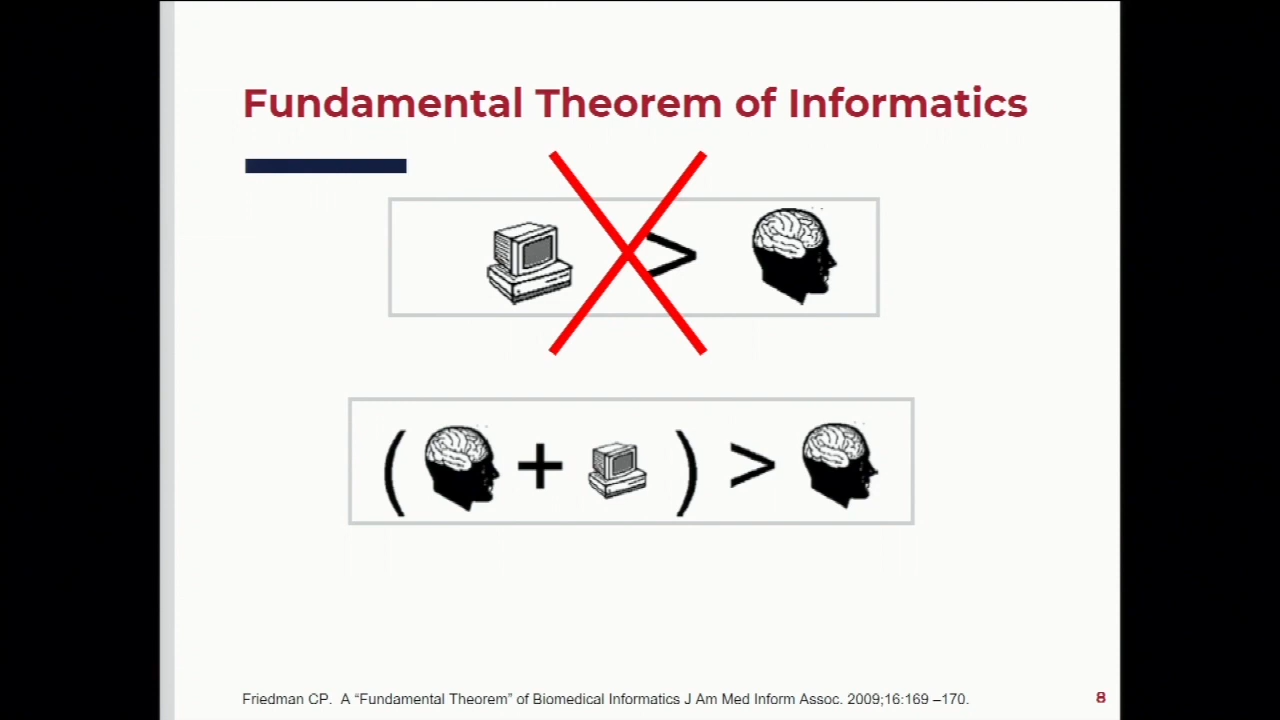 Fundamental Theorem of Informatics
>
( + ) >
Friedman CP. A “Fundamental Theorem” of Biomedical Informatics J Am Med Inform Assoc. 2009;16:169 –170.
8